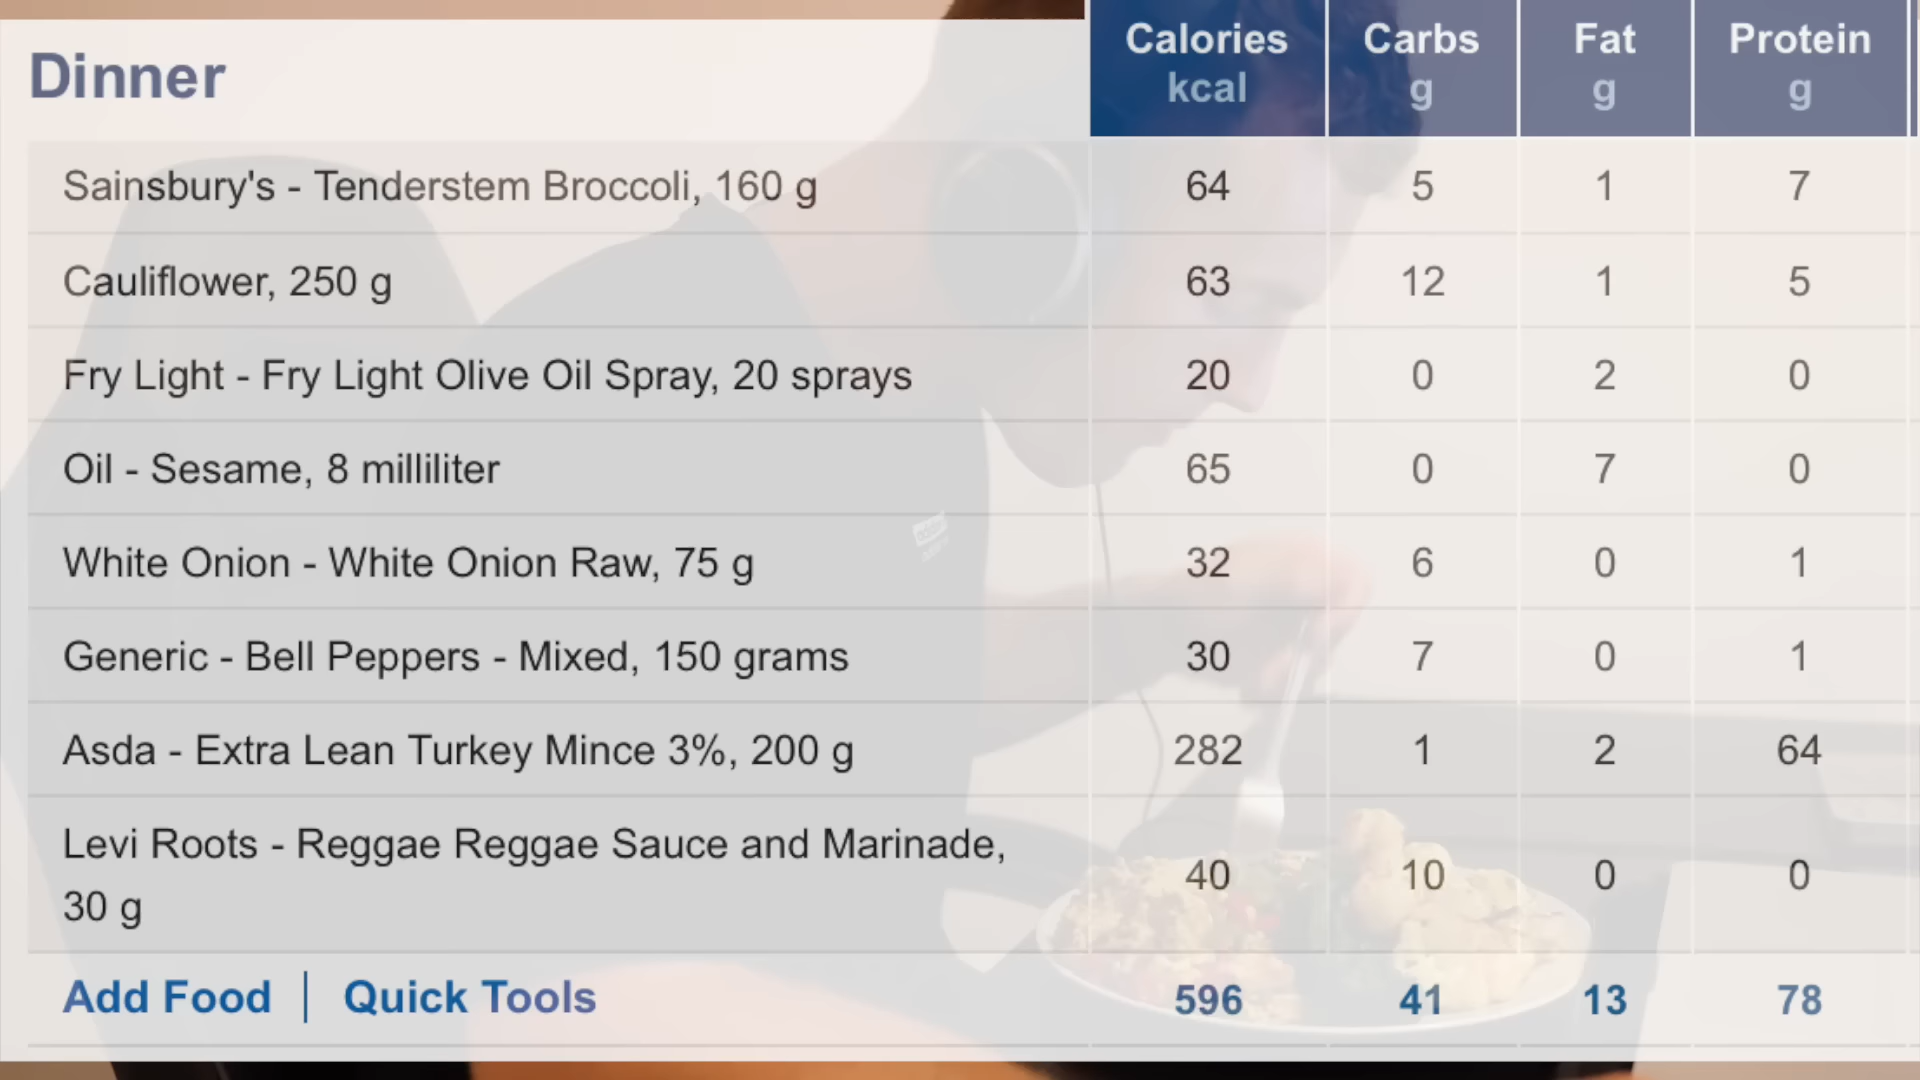 Dinner
Calories Carbs Fat Protein
kcal g g g
Sainsbury's - Tenderstem Broccoli, 160 g 64 5 1 7
Cauliflower, 250 g 63 12 1 5
Fry Light - Fry Light Olive Oil Spray, 20 sprays 20 0 2 0
Oil - Sesame, 8 milliliter 65 0 7 0
White Onion - White Onion Raw, 75 g 32 6 0 1
Generic - Bell Peppers - Mixed, 150 grams 30 7 0 1
Asda - Extra Lean Turkey Mince 3%, 200 g 282 1 2 64
Levi Roots - Reggae Reggae Sauce and Marinade,
30 g 40 10 0 0
Add Food | Quick Tools 596 41 13 78